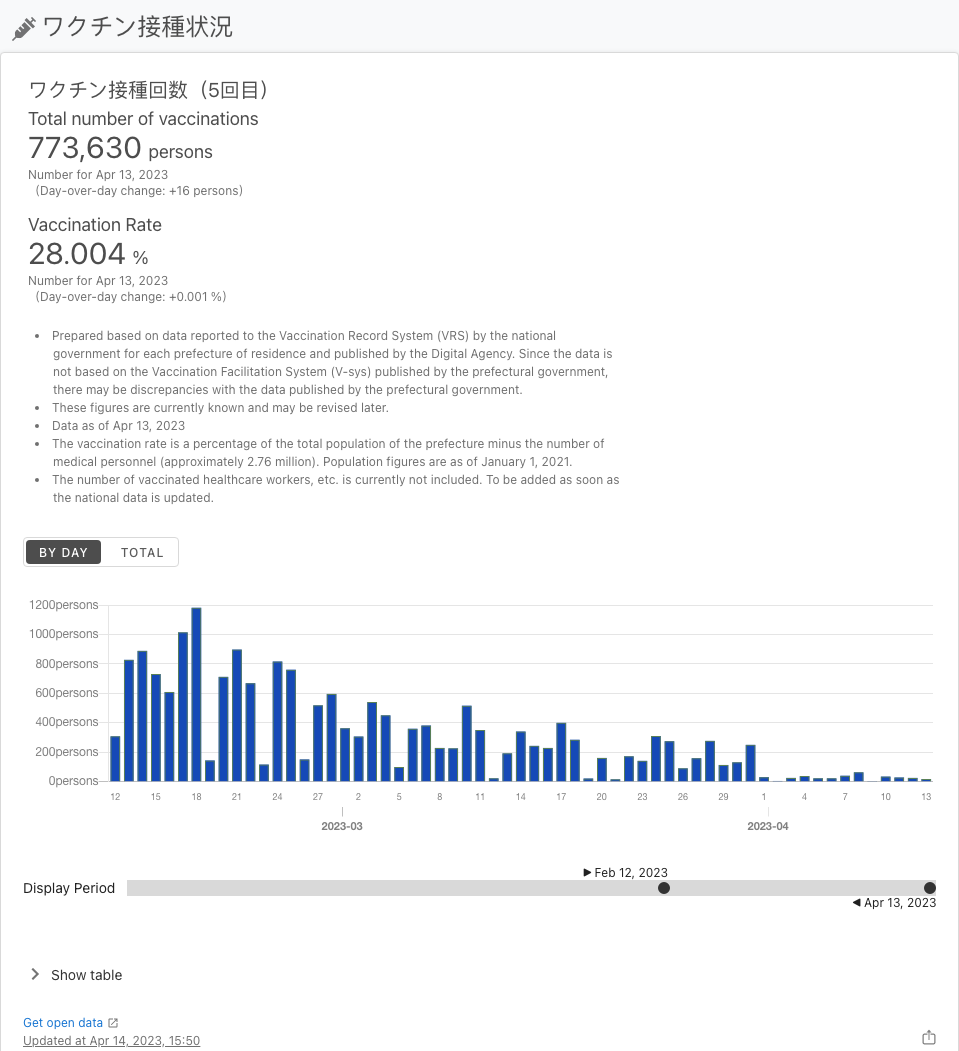 ワクチン接種状況
ワクチン接種回数（5回目）
Total number of vaccinations
773,630 persons
Number for Apr 13, 2023
（Day-over-day change: +16 persons）
Vaccination Rate
28.004 %
Number for Apr 13, 2023
（Day-over-day change: +0.001 %）
• Prepared based on data reported to the Vaccination Record System (VRS) by the national
government for each prefecture of residence and published by the Digital Agency. Since the data is
not based on the Vaccination Facilitation System (V-sys) published by the prefectural government,
there may be discrepancies with the data published by the prefectural government.
• These figures are currently known and may be revised later.
• Data as of Apr 13, 2023
• The vaccination rate is a percentage of the total population of the prefecture minus the number of
medical personnel (approximately 2.76 million). Population figures are as of January 1, 2021.
• The number of vaccinated healthcare workers, etc. is currently not included. To be added as soon as
the national data is updated.
BY DAY TOTAL
1200persons
1000persons
800persons
600persons
400persons
200persons
0persons
12 15 18 21 24 27 2 5 8 11 14 17 20 23 26 29 1 4 7 10 13
2023-03 2023-04
Feb 12, 2023
Display Period
Apr 13, 2023
Show table
Get open data
Updated at Apr 14, 2023, 15:50